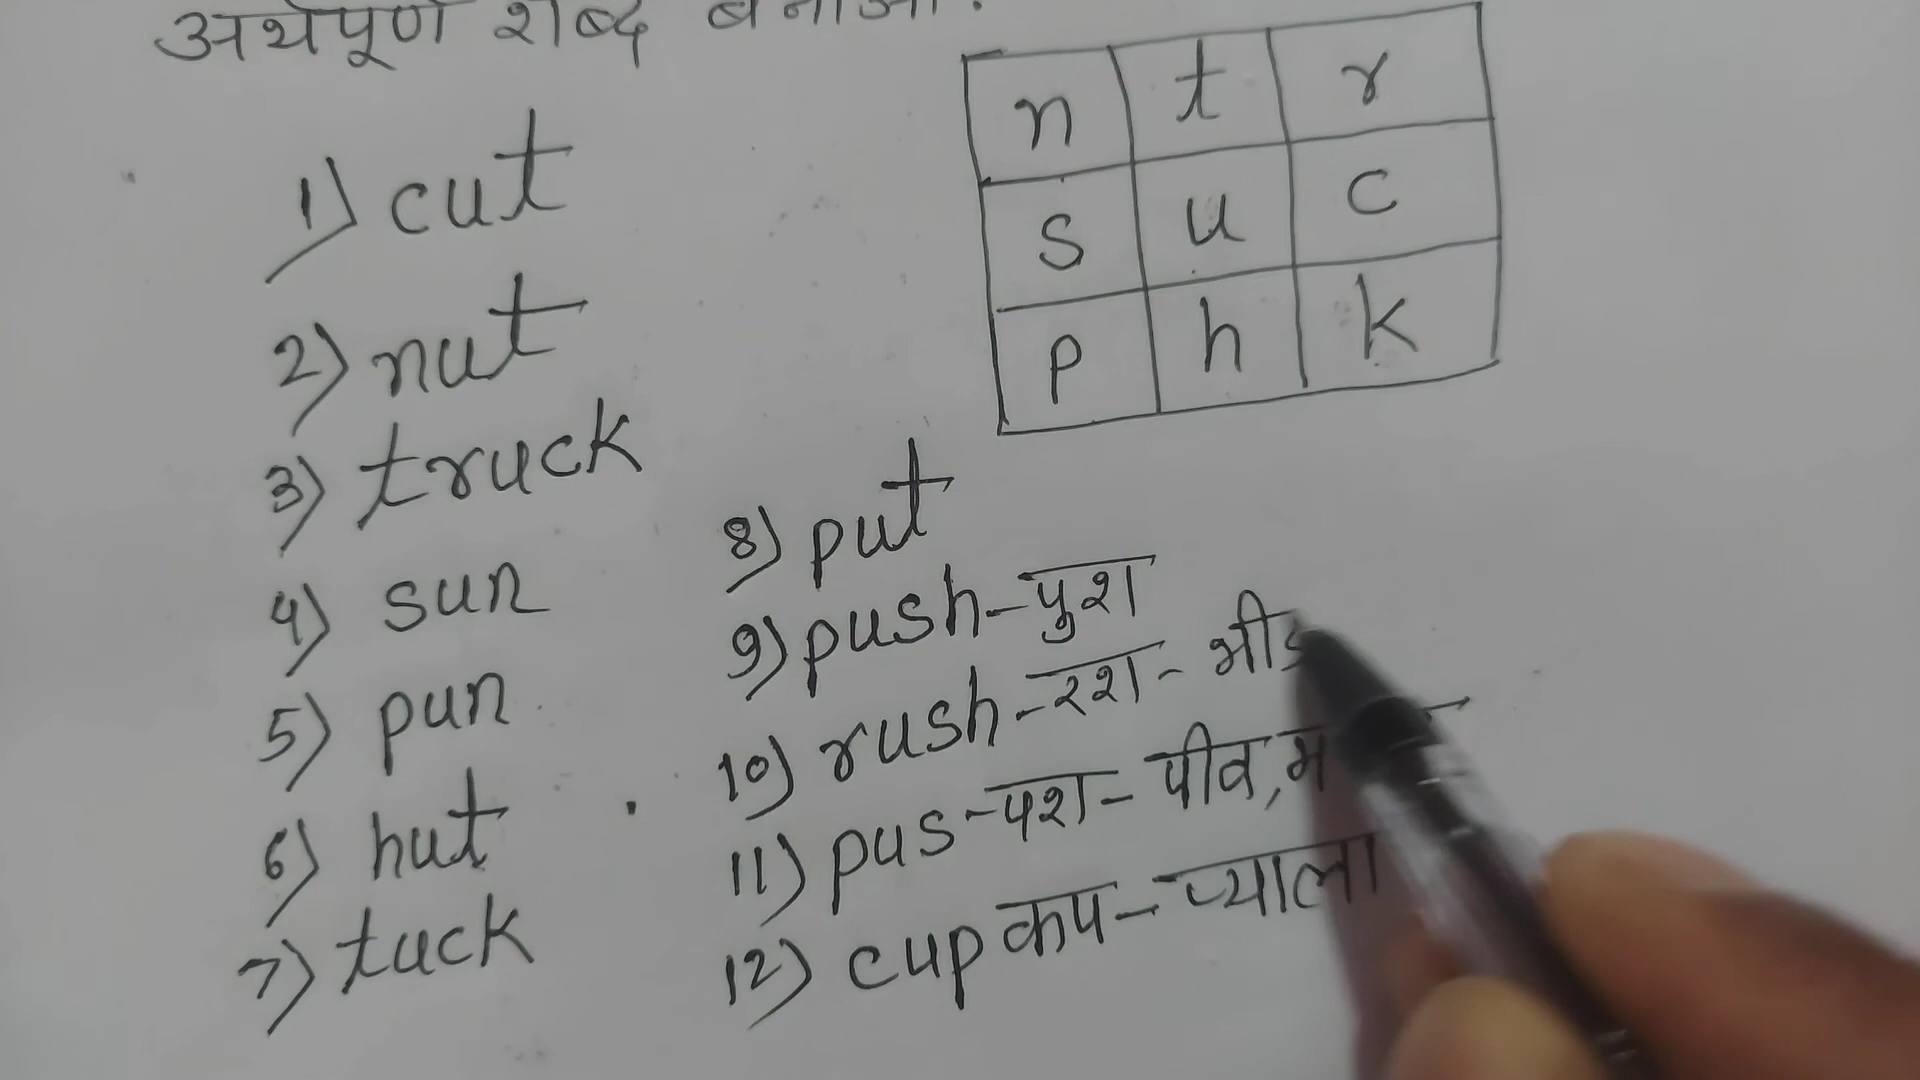 अर्थपूर्ण शब्द बनाओ.
n t r
s u c
p h k
1) cut
2) nut
3) truck
4) sun
5) pun
6) hut
7) tuck
8) put
9) push-पुश
10) rush-रश-
11) pus-पश-पीव,
12) cup कप-प्याला